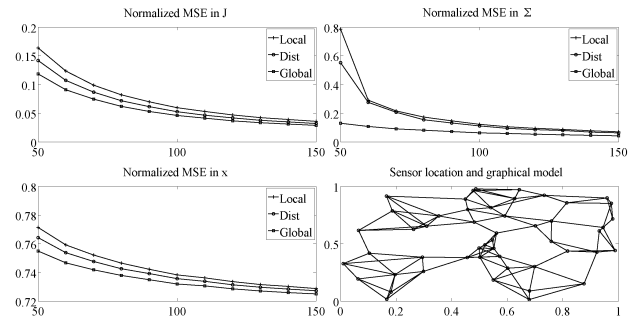 Normalized MSE in J
0.2
0.15
0.1
0.05
0
50
100
150
Local
Dist
Global
Normalized MSE in Σ
0.8
0.6
0.4
0.2
0
50
100
150
Local
Dist
Global
Normalized MSE in x
0.8
0.78
0.76
0.74
0.72
50
100
150
Local
Dist
Global
Sensor location and graphical model
1
0.5
0
0
0.2
0.4
0.6
0.8
1